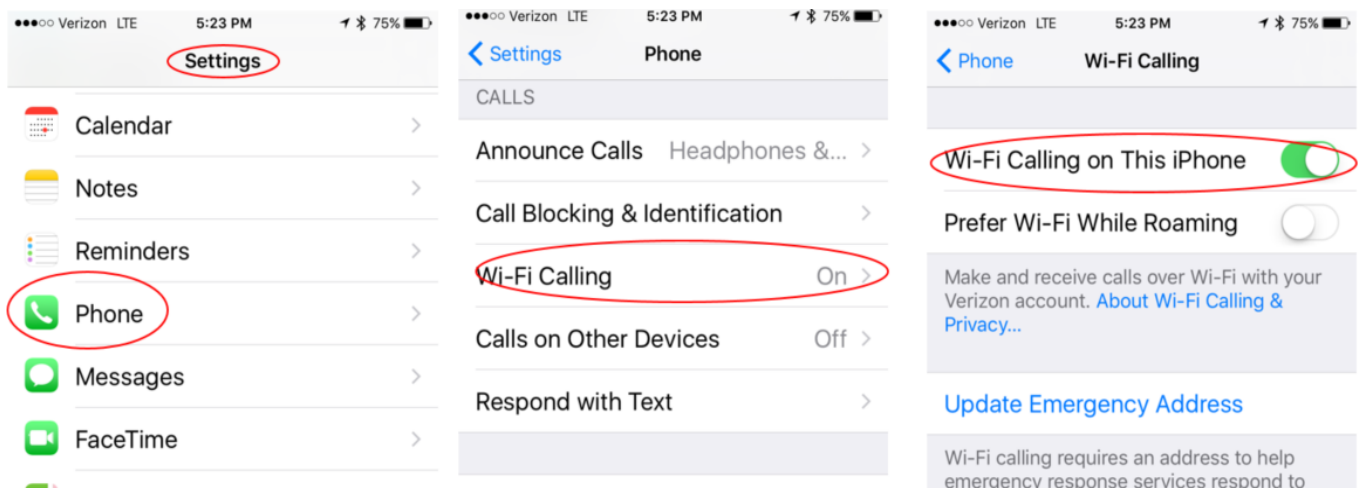 Verizon LTE 5:23 PM 75%
Settings
Calendar
Notes
Reminders
Phone
Messages
FaceTime
Verizon LTE 5:23 PM 75%
Settings Phone
CALLS
Announce Calls Headphones &...
Call Blocking & Identification
Wi-Fi Calling On
Calls on Other Devices Off
Respond with Text
Verizon LTE 5:23 PM 75%
Phone Wi-Fi Calling
Wi-Fi Calling on This iPhone
Prefer Wi-Fi While Roaming
Make and receive calls over Wi-Fi with your
Verizon account. About Wi-Fi Calling &
Privacy...
Update Emergency Address
Wi-Fi calling requires an address to help
emergency response services respond to